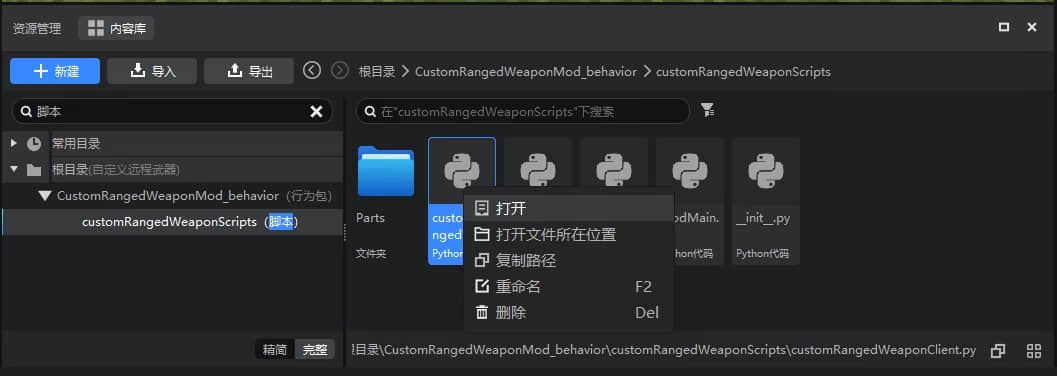 资源管理 内容库
新建 导入 导出 根目录 CustomRangedWeaponMod_behavior customRangedWeaponScripts
脚本
在"customRangedWeaponScripts"下搜索
常用目录
根目录(自定义远程武器)
CustomRangedWeaponMod_behavior (行为包)
customRangedWeaponScripts (脚本)
精简 完整
Parts
文件夹
custo
nged
Python
odMain.
Python代码
__init__.py
Python代码
打开
打开文件所在位置
复制路径
重命名 F2
删除 Del
目录\CustomRangedWeaponMod_behavior\customRangedWeaponScripts\customRangedWeaponClient.py